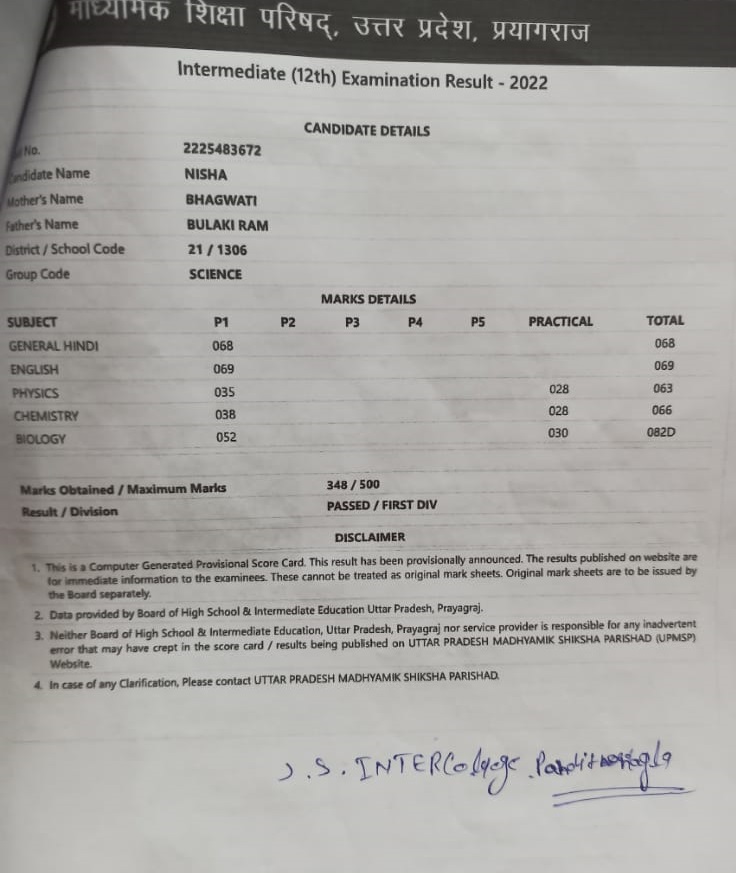 माध्यमिक शिक्षा परिषद्, उत्तर प्रदेश, प्रयागराज
Intermediate (12th) Examination Result - 2022
CANDIDATE DETAILS
No. 2225483672
Candidate Name NISHA
Mother's Name BHAGWATI
Father's Name BULAKI RAM
District / School Code 21 / 1306
Group Code SCIENCE
MARKS DETAILS
SUBJECT P1 P2 P3 P4 P5 PRACTICAL TOTAL
GENERAL HINDI 068 068
ENGLISH 069 069
PHYSICS 035 028 063
CHEMISTRY 038 028 066
BIOLOGY 052 030 082D
Marks Obtained / Maximum Marks 348 / 500
Result / Division PASSED / FIRST DIV
DISCLAIMER
1. This is a Computer Generated Provisional Score Card. This result has been provisionally announced. The results published on website are
for immediate information to the examinees. These cannot be treated as original mark sheets. Original mark sheets are to be issued by
the Board separately.
2. Data provided by Board of High School & Intermediate Education Uttar Pradesh, Prayagraj.
3. Neither Board of High School & Intermediate Education, Uttar Pradesh, Prayagraj nor service provider is responsible for any inadvertent
error that may have crept in the score card / results being published on UTTAR PRADESH MADHYAMIK SHIKSHA PARISHAD (UPMSP)
Website.
4. In case of any Clarification, Please contact UTTAR PRADESH MADHYAMIK SHIKSHA PARISHAD.
J.S. INTER